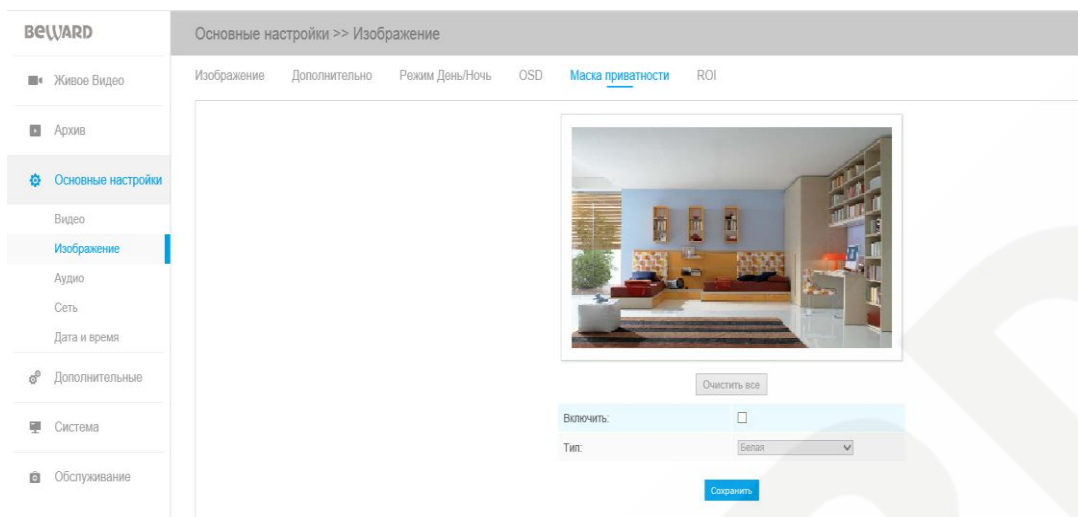 BEWARD
Основные настройки >> Изображение
Живое Видео
Архив
Основные настройки
Видео
Изображение
Аудио
Сеть
Дата и время
Дополнительные
Система
Обслуживание
Изображение Дополнительно Режим День/Ночь OSD Маска приватности ROI
Очистить все
Включить:
Тип: Белая
Сохранить